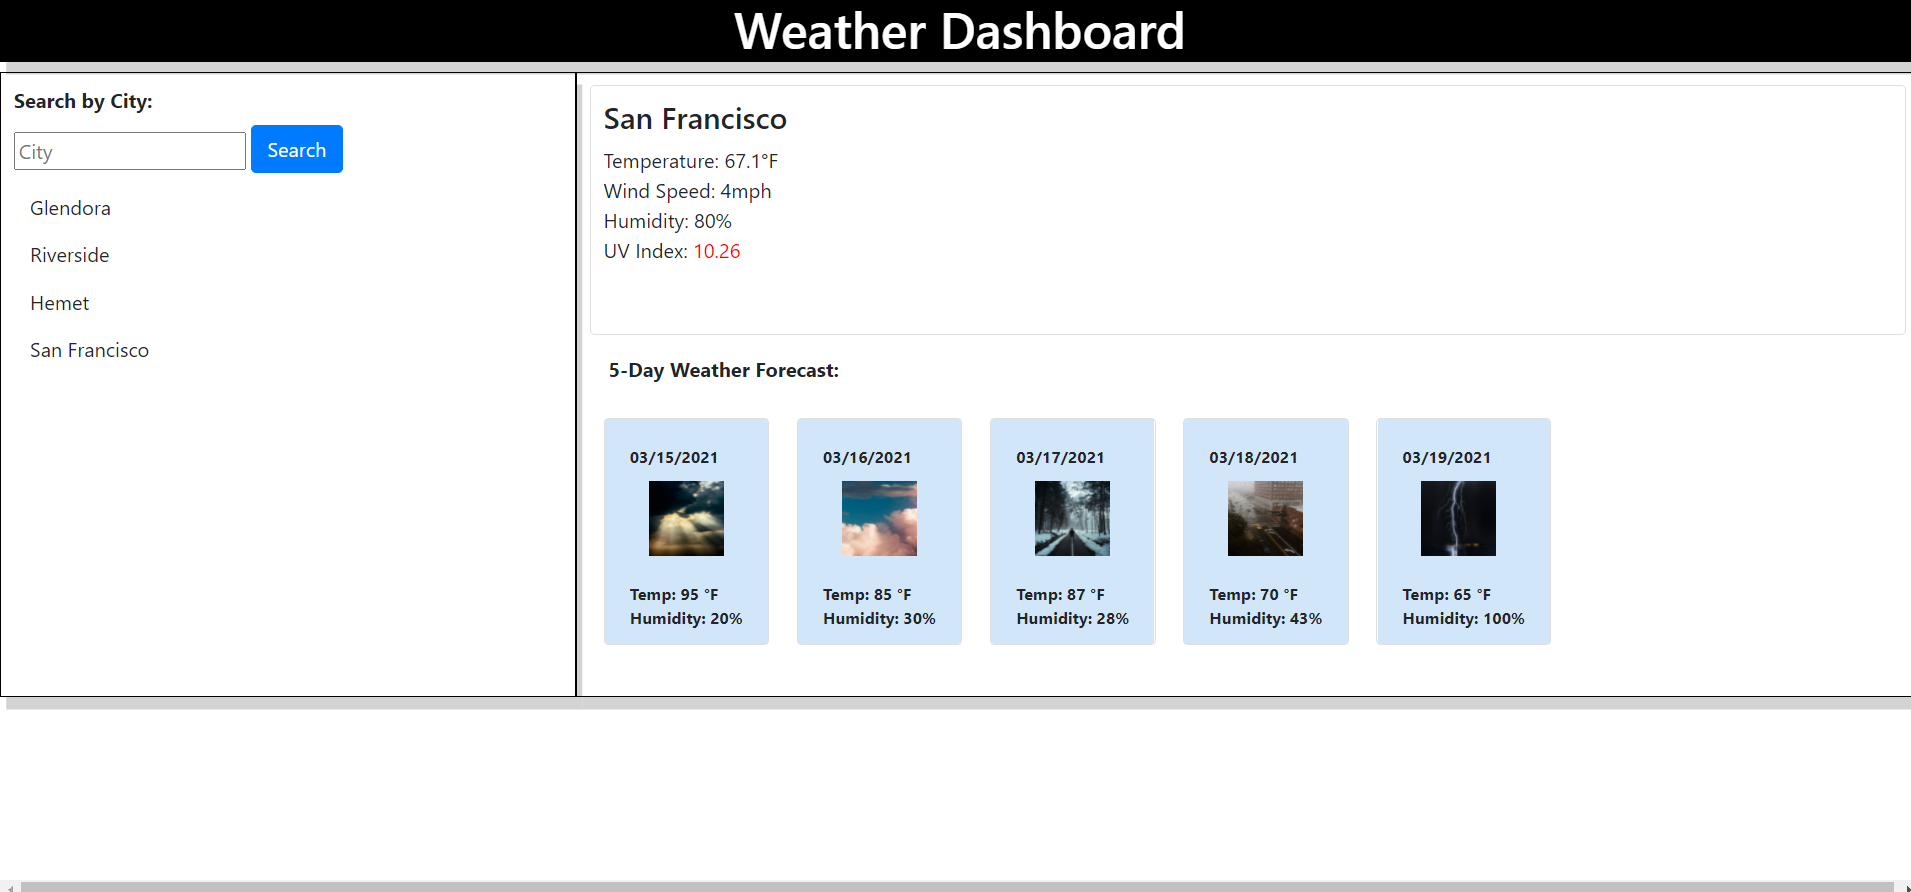 Weather Dashboard
Search by City:
City
Search
Glendora
Riverside
Hemet
San Francisco
San Francisco
Temperature: 67.1°F
Wind Speed: 4mph
Humidity: 80%
UV Index: 10.26
5-Day Weather Forecast:
03/15/2021
Temp: 95 °F
Humidity: 20%
03/16/2021
Temp: 85 °F
Humidity: 30%
03/17/2021
Temp: 87 °F
Humidity: 28%
03/18/2021
Temp: 70 °F
Humidity: 43%
03/19/2021
Temp: 65 °F
Humidity: 100%